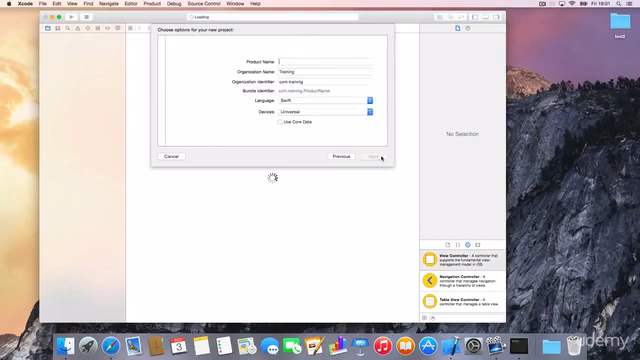 Xcode File Edit View Find Navigate Editor Product Debug Source Control Window Help
Fri 19:01
Loading
test2
Choose options for your new project:
Product Name:
Organization Name: Training
Organization Identifier: com.training
Bundle Identifier: com.training.ProductName
Language: Swift
Devices: Universal
Use Core Data
Cancel Previous Next
No Selection
View Controller - A
controller that
supports the fundamental view-
management model in iOS.
Navigation Controller - A
controller that manages navigation
through a hierarchy of views.
Table View Controller - A
controller that manages a table view.
3
udemy